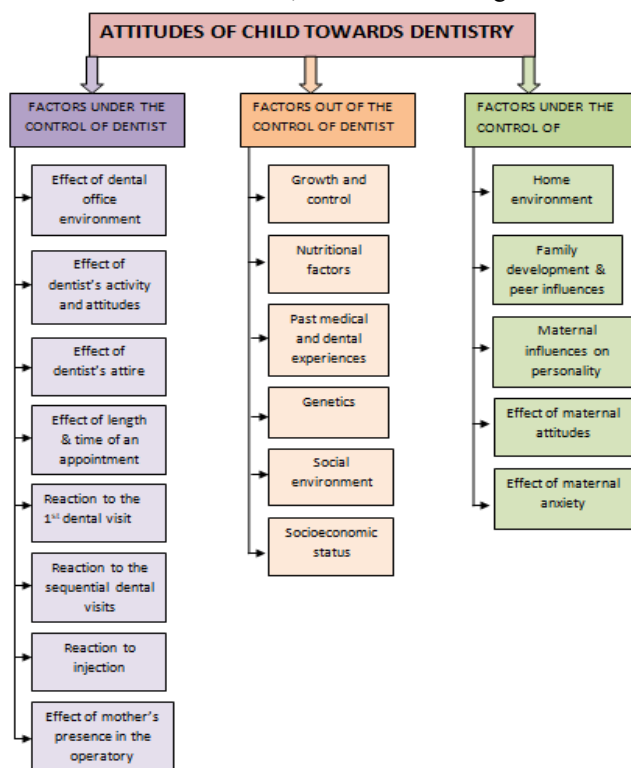 ATTITUDES OF CHILD TOWARDS DENTISTRY
FACTORS UNDER THE
CONTROL OF DENTIST
Effect of dental
office
environment
Effect of
dentist's activity
and attitudes
Effect of
dentist's attire
Effect of length
& time of an
appointment
Reaction to the
1st dental visit
Reaction to the
sequential dental
visits
Reaction to
injection
Effect of mother's
presence in the
operatory
FACTORS OUT OF THE
CONTROL OF DENTIST
Growth and
control
Nutritional
factors
Past medical
and dental
experiences
Genetics
Social
environment
Socioeconomic
status
FACTORS UNDER THE
CONTROL OF
Home
environment
Family
development &
peer influences
Maternal
influences on
personality
Effect of maternal
attitudes
Effect of maternal
anxiety